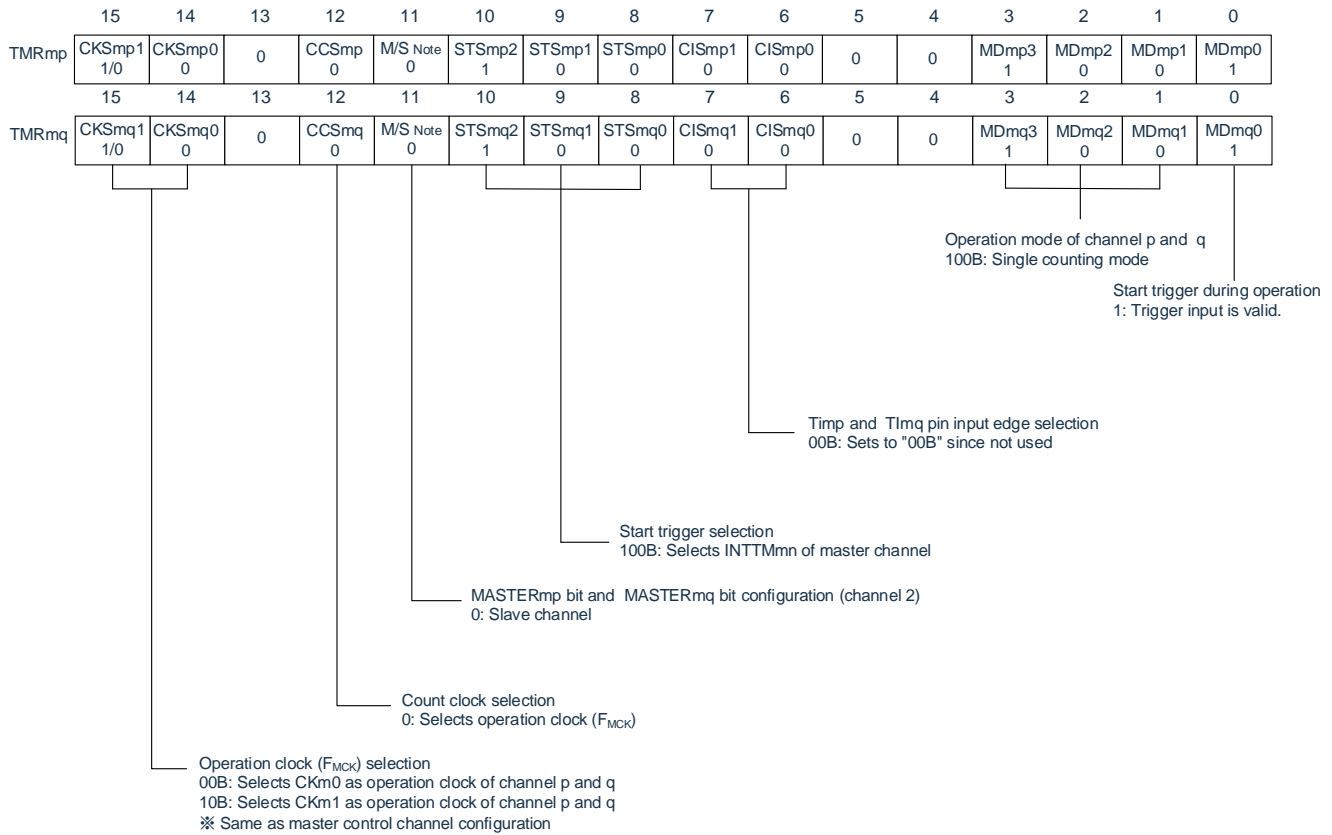 15 14 13 12 11 10 9 8 7 6 5 4 3 2 1 0
TMRmp CKSmp1 CKSmp0 0 CCSmp M/S Note STSmp2 STSmp1 STSmp0 CISmp1 CISmp0 0 0 MDmp3 MDmp2 MDmp1 MDmp0
1/0 0 0 0 1 0 0 0 0 1 0 0 1
15 14 13 12 11 10 9 8 7 6 5 4 3 2 1 0
TMRmq CKSmq1 CKSmq0 0 CCSmq M/S Note STSmq2 STSmq1 STSmq0 CISmq1 CISmq0 0 0 MDmq3 MDmq2 MDmq1 MDmq0
1/0 0 0 0 1 0 0 0 0 1 0 0 1
Operation mode of channel p and q
100B: Single counting mode
Start trigger during operation
1: Trigger input is valid.
Timp and TImq pin input edge selection
00B: Sets to "00B" since not used
Start trigger selection
100B: Selects INTTMmn of master channel
MASTERmp bit and MASTERmq bit configuration (channel 2)
0: Slave channel
Count clock selection
0: Selects operation clock (FMCK)
Operation clock (FMCK) selection
00B: Selects CKm0 as operation clock of channel p and q
10B: Selects CKm1 as operation clock of channel p and q
※ Same as master control channel configuration